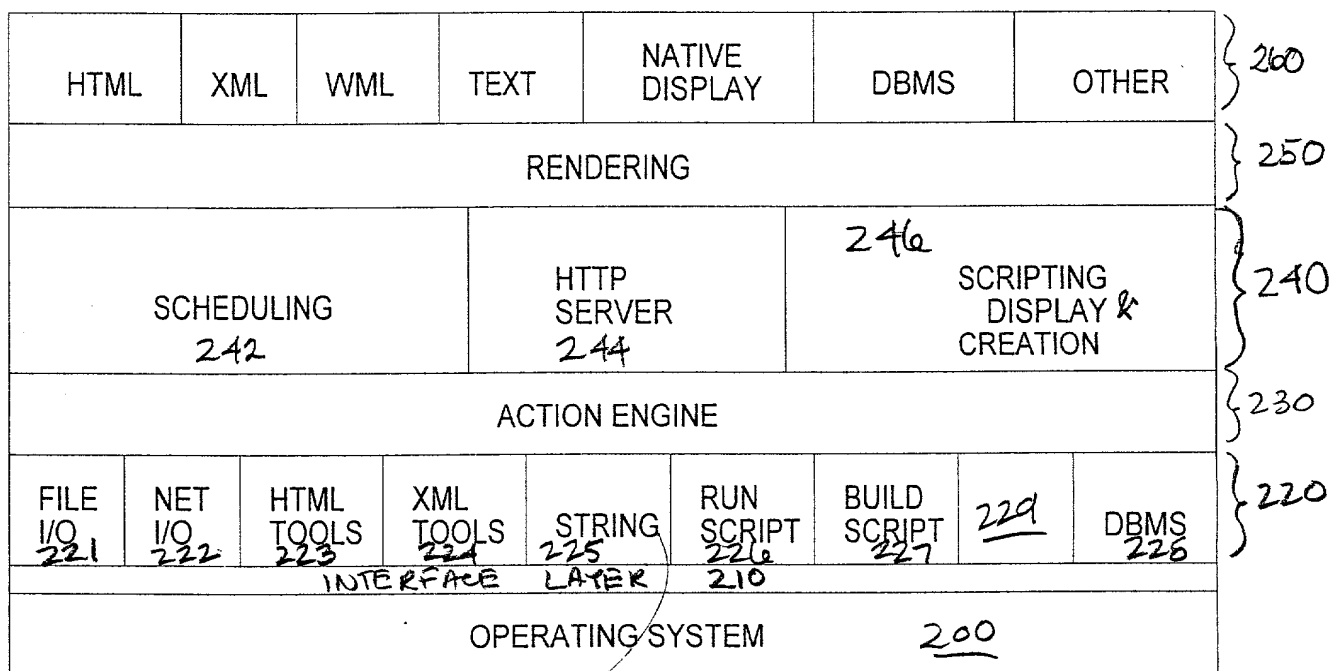 HTML XML WML TEXT NATIVE DISPLAY DBMS OTHER 260
RENDERING 250
SCHEDULING
242
HTTP
SERVER
244
246
SCRIPTING
DISPLAY &
CREATION
240
ACTION ENGINE 230
FILE
I/O
221
NET
I/O
222
HTML
TOOLS
223
XML
TOOLS
224
STRING
225
RUN
SCRIPT
226
BUILD
SCRIPT
227
229
DBMS
228
220
INTERFACE LAYER 210
OPERATING SYSTEM 200